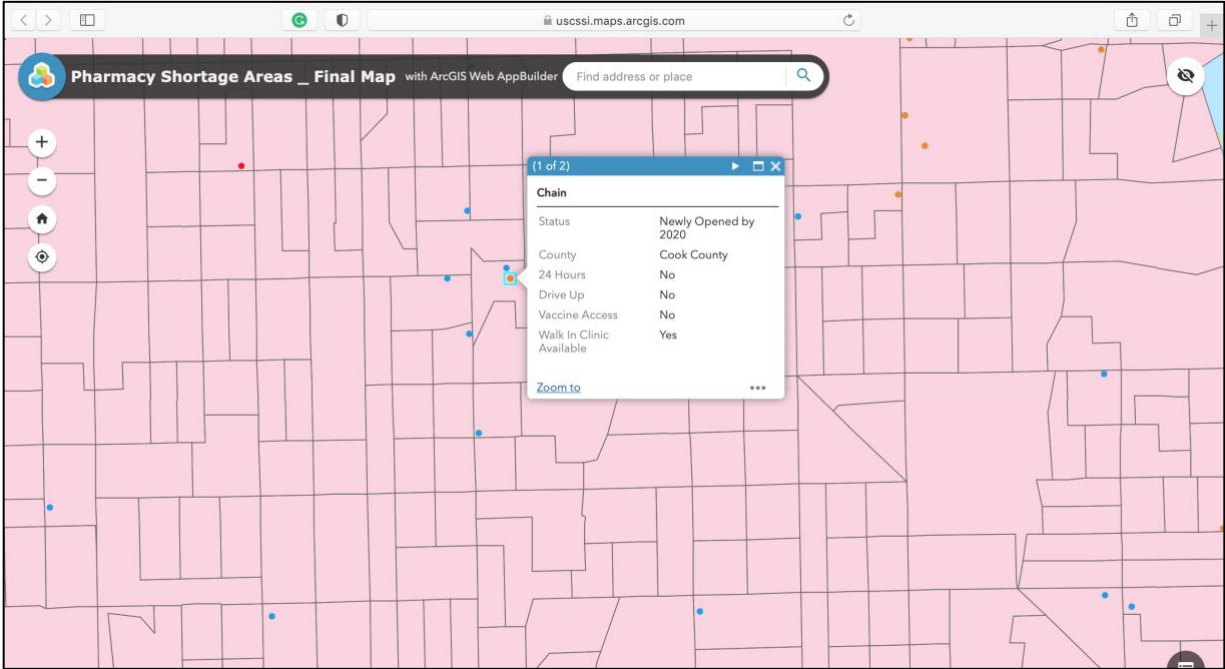 uscssi.maps.arcgis.com
Pharmacy Shortage Areas _ Final Map with ArcGIS Web AppBuilder Find address or place
(1 of 2)
Chain
Status Newly Opened by
2020
County Cook County
24 Hours No
Drive Up No
Vaccine Access No
Walk In Clinic Yes
Available
Zoom to